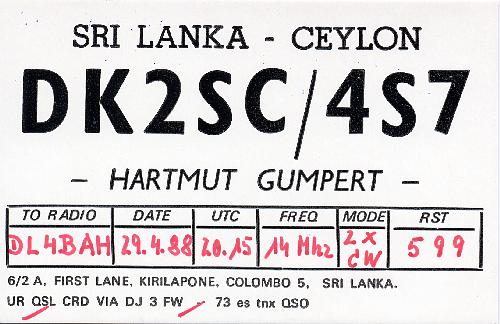 SRI LANKA - CEYLON
DK2SC/4S7
- HARTMUT GUMPERT -
TO RADIO DATE UTC FREQ MODE RST
DL4BAH 29.4.88 20.15 14 Mhz 2 x CW 599
6/2 A, FIRST LANE, KIRILAPONE, COLOMBO 5, SRI LANKA.
UR QSL CRD VIA DJ 3 FW - 73 es tnx QSO